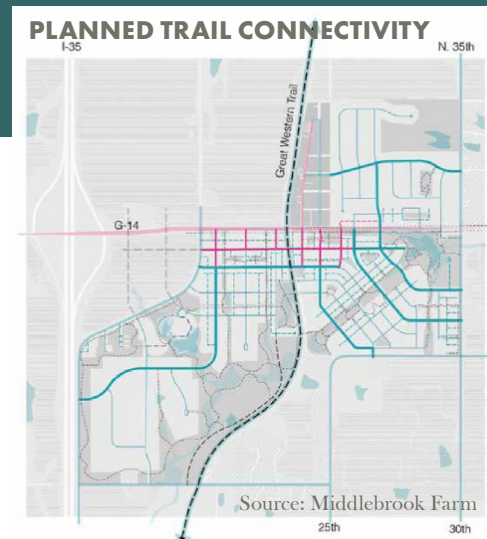 PLANNED TRAIL CONNECTIVITY
I-35
N. 35th
Great Western Trail
G-14
Source: Middlebrook Farm
25th
30th